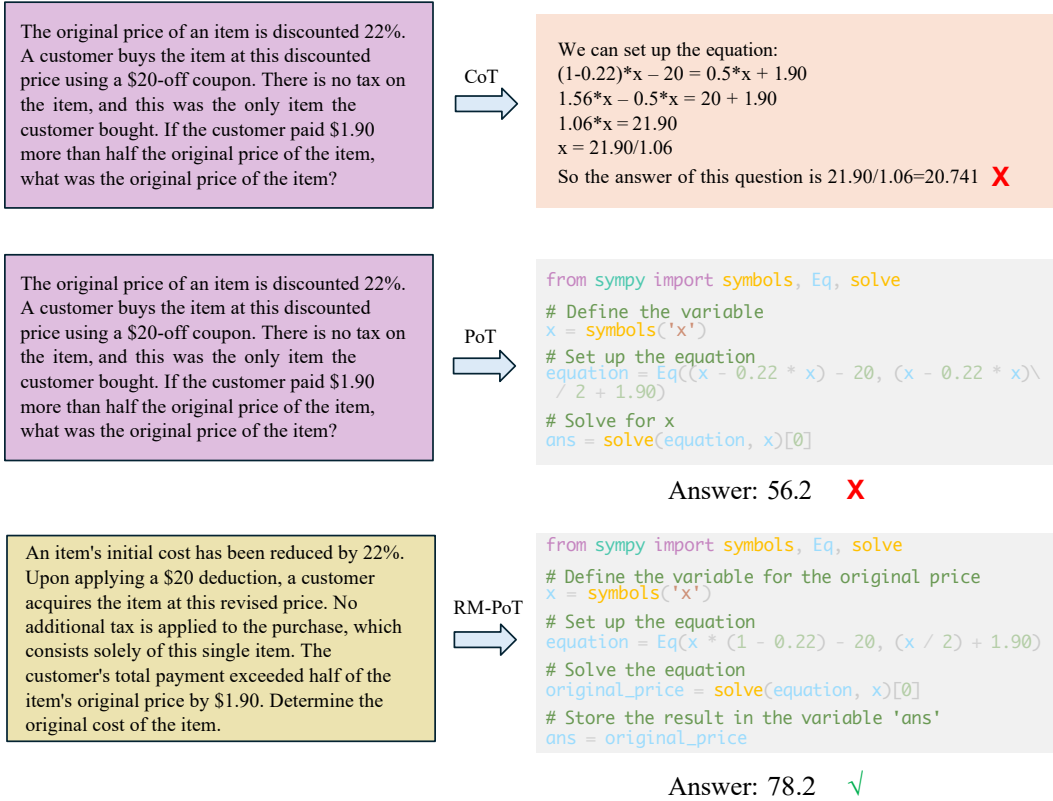 The original price of an item is discounted 22%.
A customer buys the item at this discounted
price using a $20-off coupon. There is no tax on
the item, and this was the only item the
customer bought. If the customer paid $1.90
more than half the original price of the item,
what was the original price of the item?
CoT
We can set up the equation:
(1-0.22)*x – 20 = 0.5*x + 1.90
1.56*x – 0.5*x = 20 + 1.90
1.06*x = 21.90
x = 21.90/1.06
So the answer of this question is 21.90/1.06=20.741 X
The original price of an item is discounted 22%.
A customer buys the item at this discounted
price using a $20-off coupon. There is no tax on
the item, and this was the only item the
customer bought. If the customer paid $1.90
more than half the original price of the item,
what was the original price of the item?
PoT
from sympy import symbols, Eq, solve
# Define the variable
x = symbols('x')
# Set up the equation
equation = Eq((x - 0.22 * x) - 20, (x - 0.22 * x)\
/ 2 + 1.90)
# Solve for x
ans = solve(equation, x)[0]
Answer: 56.2 X
An item's initial cost has been reduced by 22%.
Upon applying a $20 deduction, a customer
acquires the item at this revised price. No
additional tax is applied to the purchase, which
consists solely of this single item. The
customer's total payment exceeded half of the
item's original price by $1.90. Determine the
original cost of the item.
RM-PoT
from sympy import symbols, Eq, solve
# Define the variable for the original price
x = symbols('x')
# Set up the equation
equation = Eq(x * (1 - 0.22) - 20, (x / 2) + 1.90)
# Solve the equation
original_price = solve(equation, x)[0]
# Store the result in the variable 'ans'
ans = original_price
Answer: 78.2 √